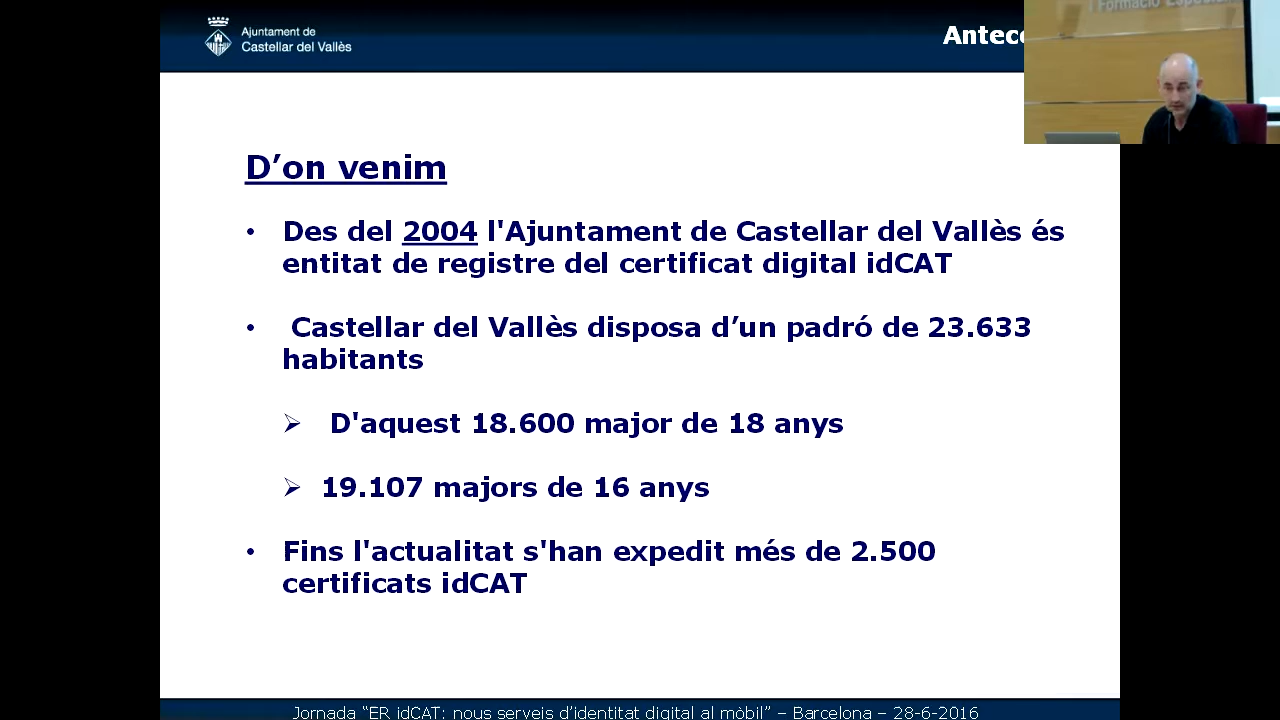 Ajuntament de
Castellar del Vallès
Formació
D’on venim
• Des del 2004 l'Ajuntament de Castellar del Vallès és
entitat de registre del certificat digital idCAT
• Castellar del Vallès disposa d’un padró de 23.633
habitants
➢ D'aquest 18.600 major de 18 anys
➢ 19.107 majors de 16 anys
• Fins l'actualitat s'han expedit més de 2.500
certificats idCAT
Jornada “ER idCAT: nous serveis d’identitat digital al mòbil” – Barcelona – 28-6-2016